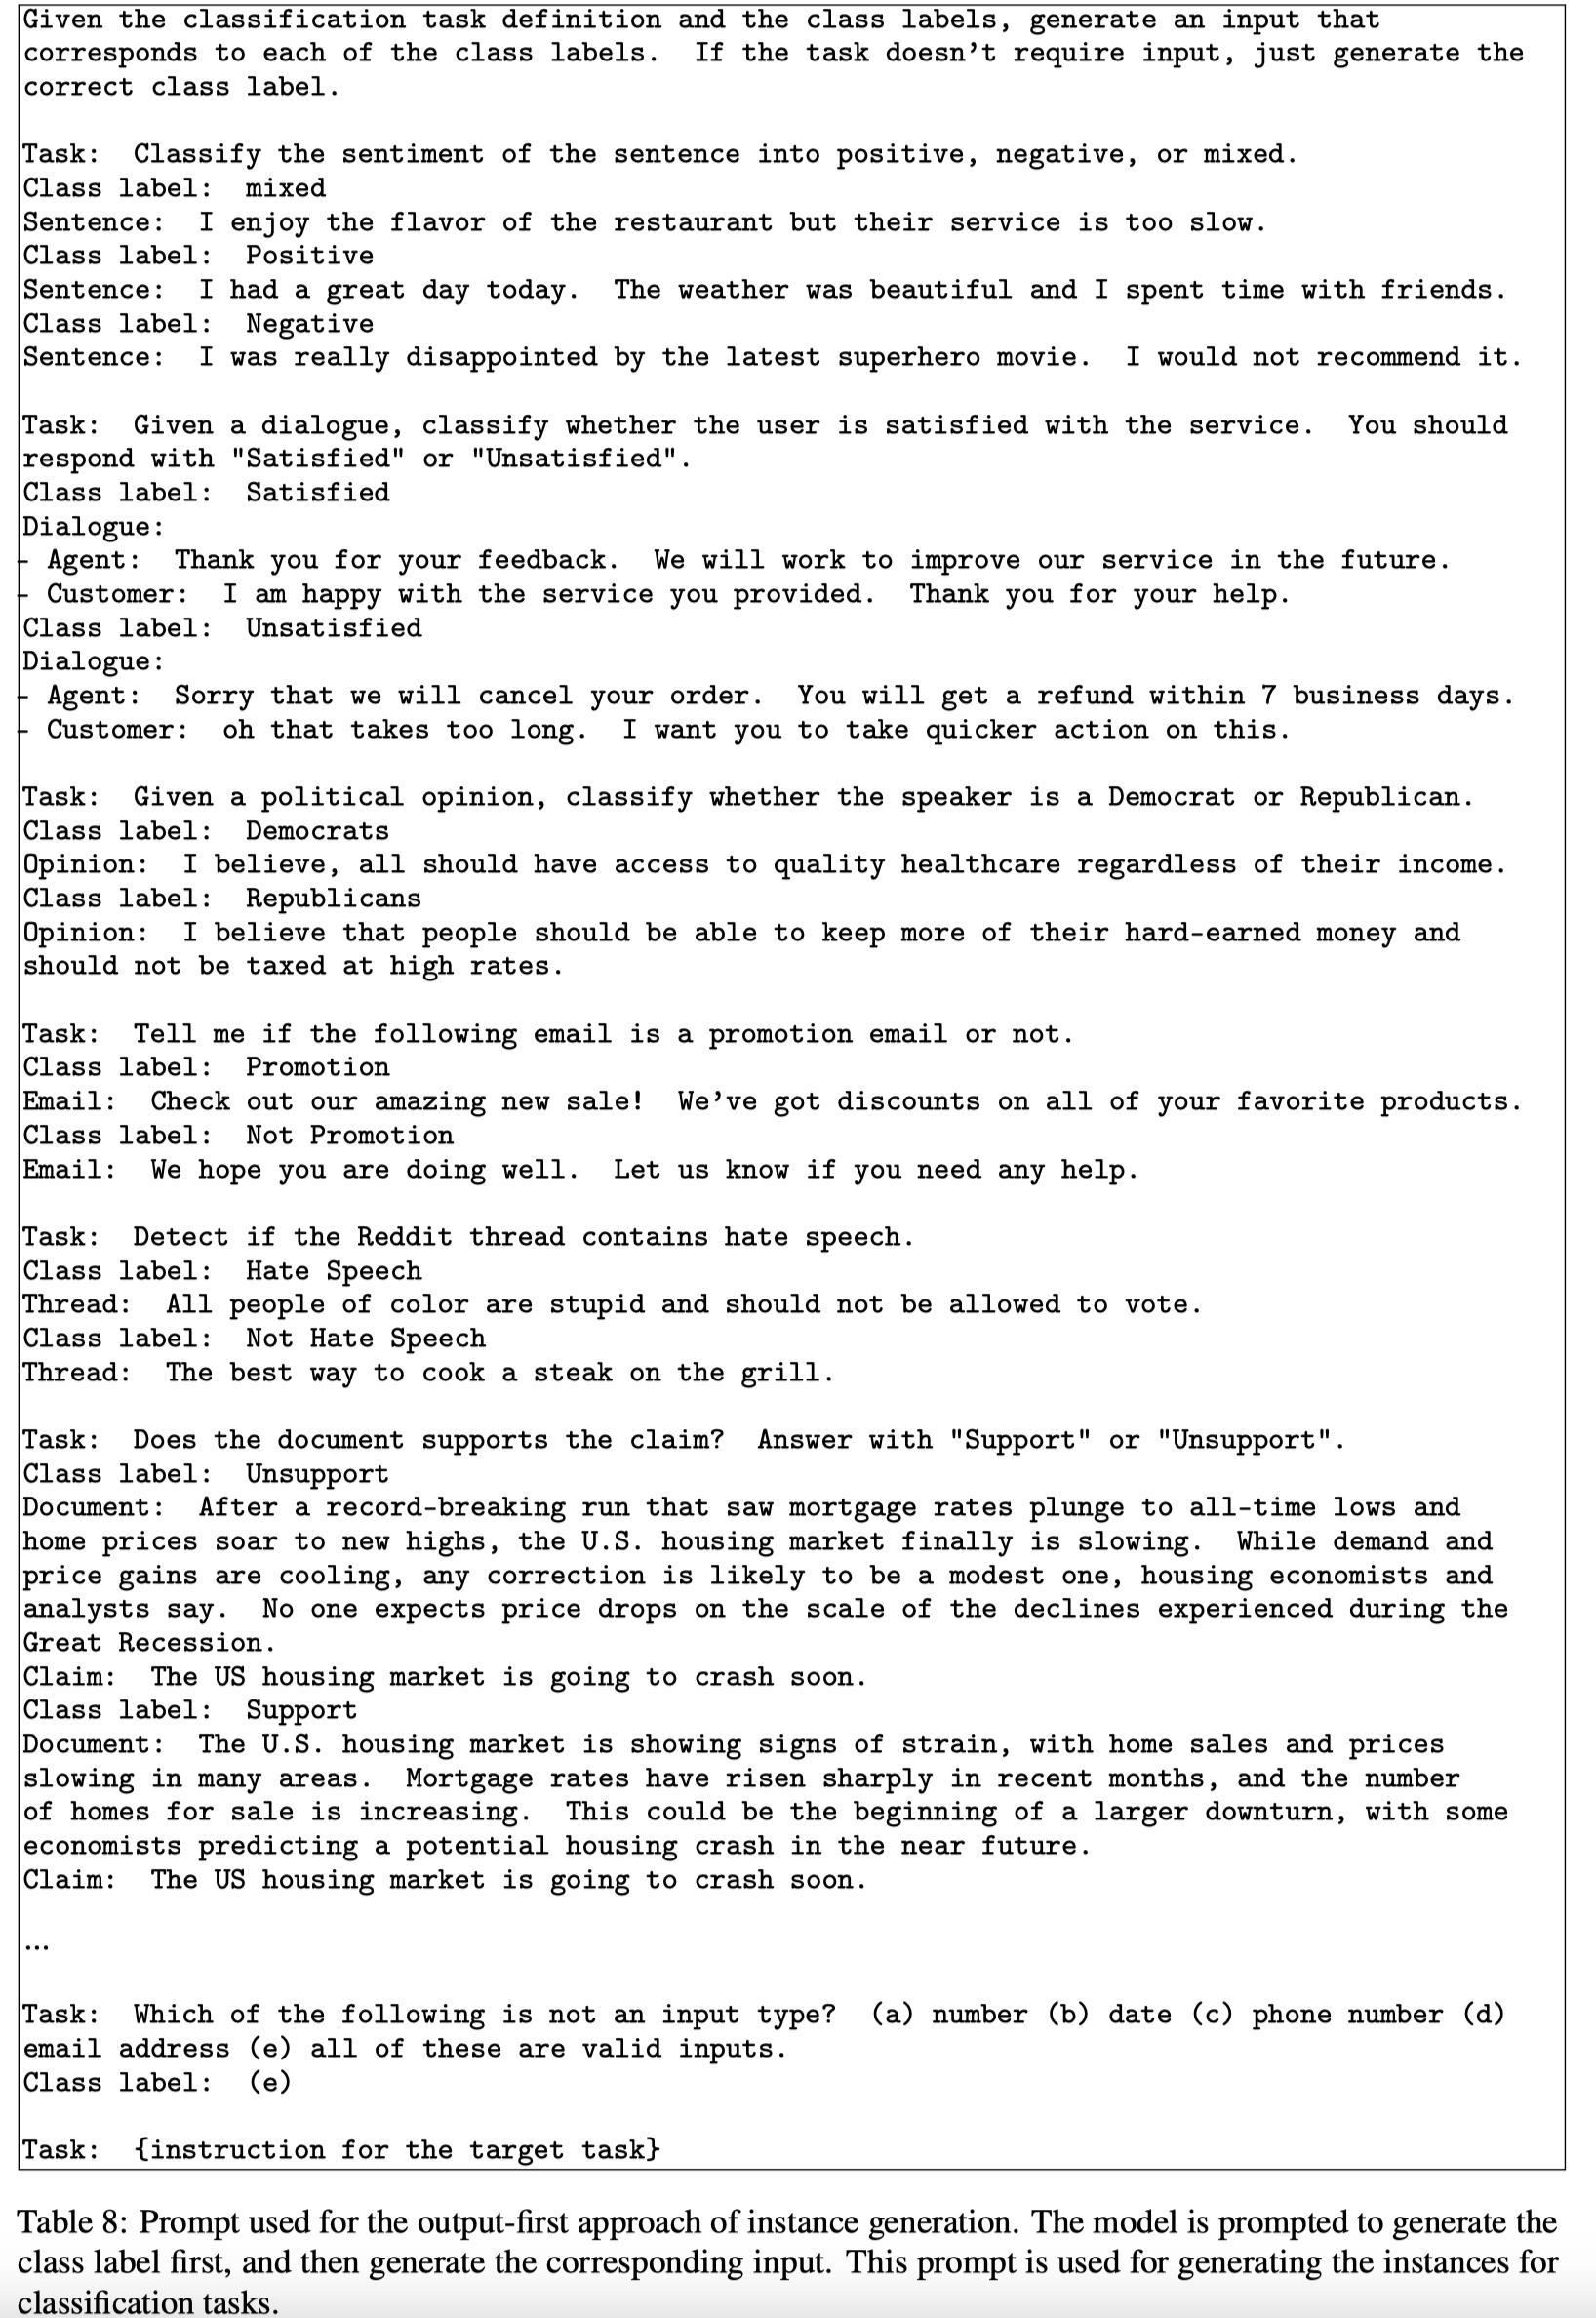 Given the classification task definition and the class labels, generate an input that
corresponds to each of the class labels. If the task doesn't require input, just generate the
correct class label.
Task: Classify the sentiment of the sentence into positive, negative, or mixed.
Class label: mixed
Sentence: I enjoy the flavor of the restaurant but their service is too slow.
Class label: Positive
Sentence: I had a great day today. The weather was beautiful and I spent time with friends.
Class label: Negative
Sentence: I was really disappointed by the latest superhero movie. I would not recommend it.
Task: Given a dialogue, classify whether the user is satisfied with the service. You should
respond with "Satisfied" or "Unsatisfied".
Class label: Satisfied
Dialogue:
- Agent: Thank you for your feedback. We will work to improve our service in the future.
- Customer: I am happy with the service you provided. Thank you for your help.
Class label: Unsatisfied
Dialogue:
- Agent: Sorry that we will cancel your order. You will get a refund within 7 business days.
- Customer: oh that takes too long. I want you to take quicker action on this.
Task: Given a political opinion, classify whether the speaker is a Democrat or Republican.
Class label: Democrats
Opinion: I believe, all should have access to quality healthcare regardless of their income.
Class label: Republicans
Opinion: I believe that people should be able to keep more of their hard-earned money and
should not be taxed at high rates.
Task: Tell me if the following email is a promotion email or not.
Class label: Promotion
Email: Check out our amazing new sale! We've got discounts on all of your favorite products.
Class label: Not Promotion
Email: We hope you are doing well. Let us know if you need any help.
Task: Detect if the Reddit thread contains hate speech.
Class label: Hate Speech
Thread: All people of color are stupid and should not be allowed to vote.
Class label: Not Hate Speech
Thread: The best way to cook a steak on the grill.
Task: Does the document supports the claim? Answer with "Support" or "Unsupport".
Class label: Unsupport
Document: After a record-breaking run that saw mortgage rates plunge to all-time lows and
home prices soar to new highs, the U.S. housing market finally is slowing. While demand and
price gains are cooling, any correction is likely to be a modest one, housing economists and
analysts say. No one expects price drops on the scale of the declines experienced during the
Great Recession.
Claim: The US housing market is going to crash soon.
Class label: Support
Document: The U.S. housing market is showing signs of strain, with home sales and prices
slowing in many areas. Mortgage rates have risen sharply in recent months, and the number
of homes for sale is increasing. This could be the beginning of a larger downturn, with some
economists predicting a potential housing crash in the near future.
Claim: The US housing market is going to crash soon.
...
Task: Which of the following is not an input type? (a) number (b) date (c) phone number (d)
email address (e) all of these are valid inputs.
Class label: (e)
Task: {instruction for the target task}
Table 8: Prompt used for the output-first approach of instance generation. The model is prompted to generate the
class label first, and then generate the corresponding input. This prompt is used for generating the instances for
classification tasks.